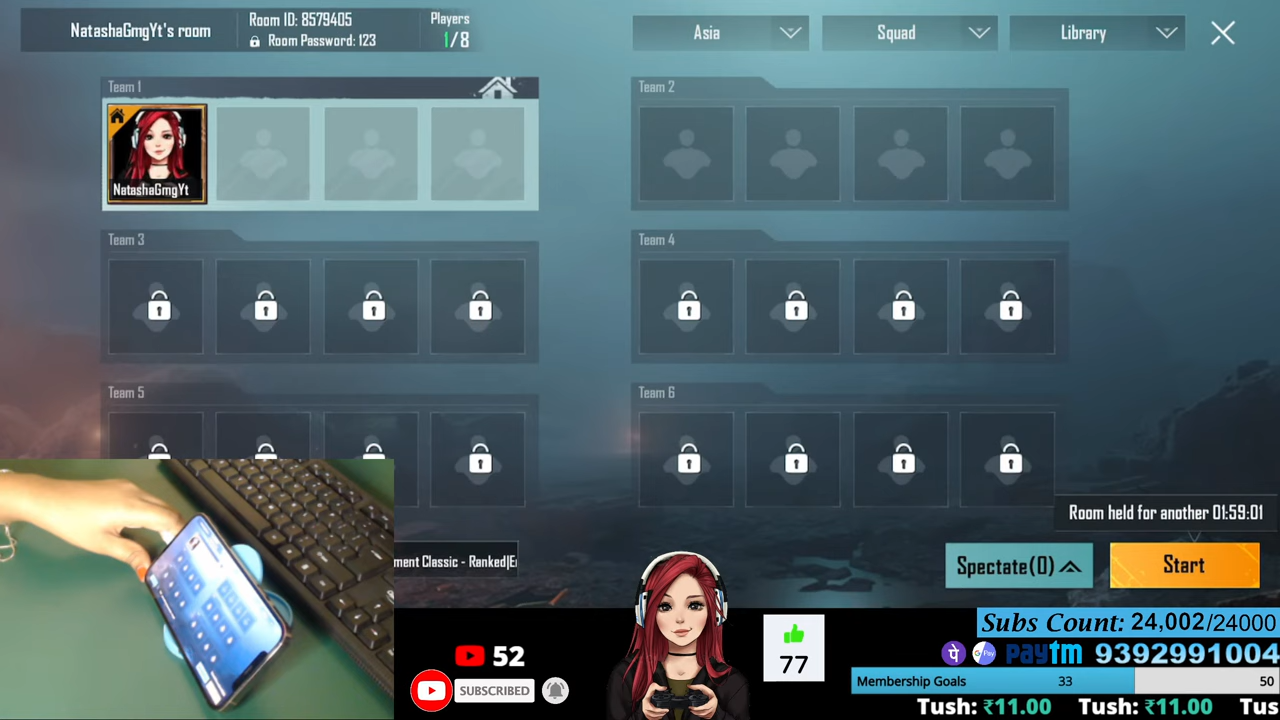 NatashaGmgYt's room
Room ID: 8579405
Room Password: 123
Players
1/8
Asia
Squad
Library
Team 1
NatashaGmgYt
Team 2
Team 3
Team 4
Team 5
Team 6
Room held for another 01:59:01
ment Classic - Ranked|E
Spectate(0)
Start
Subs Count: 24,002/24000
पे
Pay
paytm
9392991004
52
SUBSCRIBED
77
Membership Goals 33 50
Tush: ₹11.00 Tush: ₹11.00 Tus